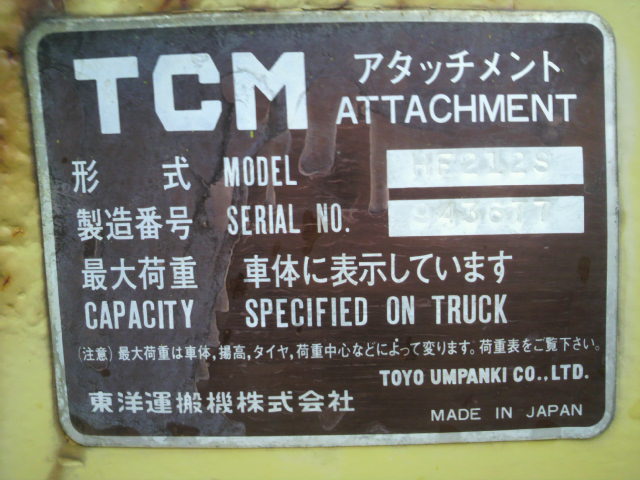 TCM アタッチメント
ATTACHMENT
形 式 MODEL HF2L2S
製造番号 SERIAL NO. 943677
最大荷重 車体に表示しています
CAPACITY SPECIFIED ON TRUCK
(注意) 最大荷重は車体,揚高,タイヤ,荷重中心などによって変ります。荷重表をご覧下さい。
TOYO UMPANKI CO.,LTD.
東洋運搬機株式会社
MADE IN JAPAN